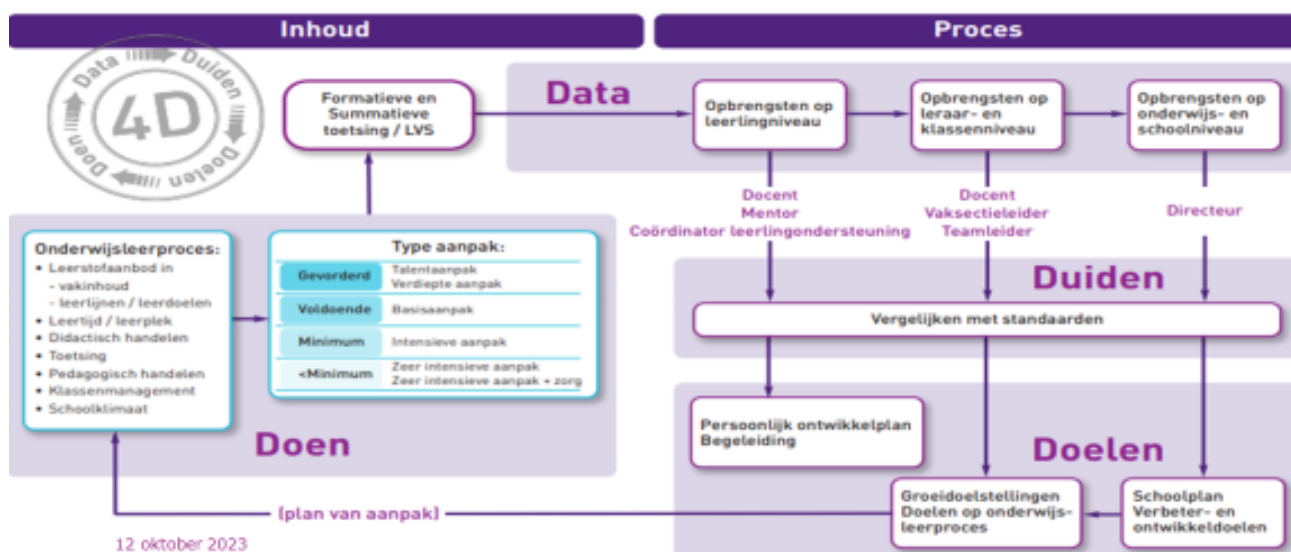 Inhoud
Proces
Data
Duiden
Doelen
Doen
4D
Formatieve en
Summatieve
toetsing / LVS
Data
Opbrengsten op
leerlingniveau
Opbrengsten op
leraar- en
klassenniveau
Opbrengsten op
onderwijs- en
schoolniveau
Docent
Mentor
Coördinator leerlingondersteuning
Docent
Vaksectieleider
Teamleider
Directeur
Onderwijsleerproces:
• Leerstofaanbod in
- vakinhoud
- leerlijnen / leerdoelen
• Leertijd / leerplek
• Didactisch handelen
• Toetsing
• Pedagogisch handelen
• Klassenmanagement
• Schoolklimaat
Type aanpak:
Gevorderd
Talentaanpak
Verdiepte aanpak
Voldoende
Basisaanpak
Minimum
Intensieve aanpak
<Minimum
Zeer intensieve aanpak
Zeer intensieve aanpak + zorg
Doen
Duiden
Vergelijken met standaarden
Persoonlijk ontwikkelplan
Begeleiding
Doelen
Groeidoelstellingen
Doelen op onderwijs-
leerproces
Schoolplan
Verbeter- en
ontwikkeldoelen
(plan van aanpak)
12 oktober 2023